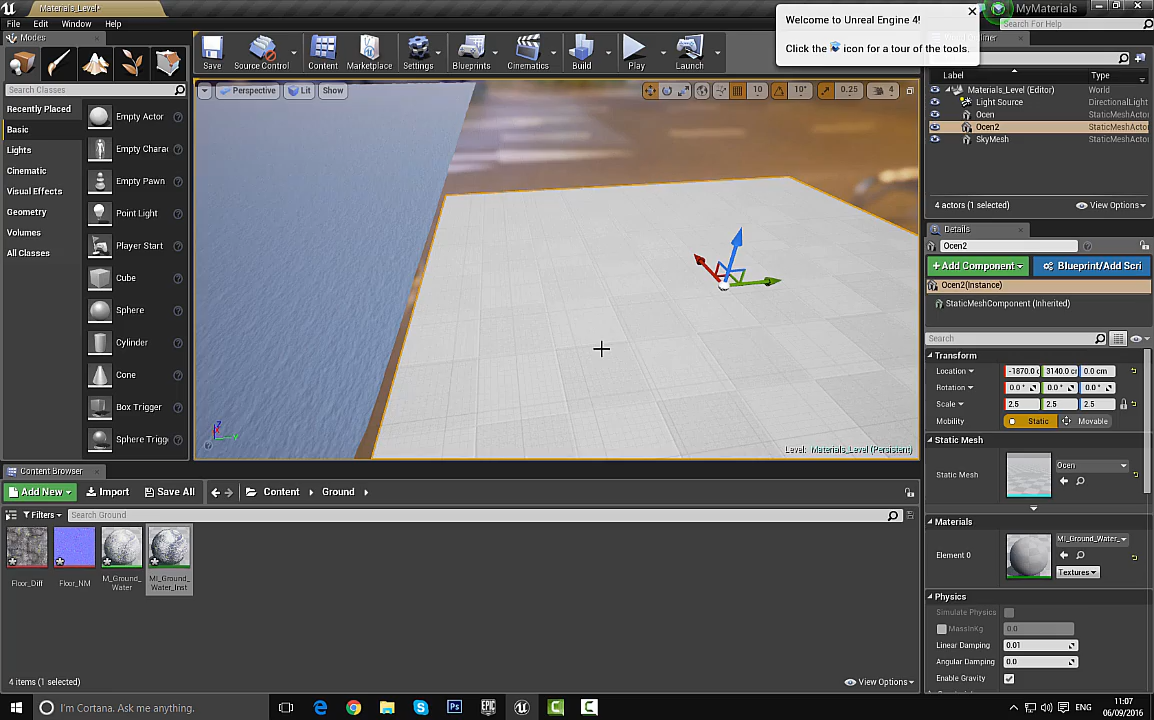 Materials_Level*
MyMaterials
File Edit Window Help
Search For Help
Welcome to Unreal Engine 4!
Click the icon for a tour of the tools.
Modes
Search Classes
Recently Placed
Basic
Lights
Cinematic
Visual Effects
Geometry
Volumes
All Classes
Empty Actor
Empty Charac
Empty Pawn
Point Light
Player Start
Cube
Sphere
Cylinder
Cone
Box Trigger
Sphere Trigg
Save Source Control Content Marketplace Settings Blueprints Cinematics Build Play Launch
Perspective Lit Show
10 10° 0.25 4
Level: Materials_Level (Persistent)
Label Type
Materials_Level (Editor) World
Light Source DirectionalLight
Ocen StaticMeshActo
Ocen2 StaticMeshActo
SkyMesh StaticMeshActo
4 actors (1 selected) View Options
Details
Ocen2
+Add Component Blueprint/Add Scri
Ocen2(Instance)
StaticMeshComponent (Inherited)
Search
Transform
Location -1870.0 c 3140.0 cm 0.0 cm
Rotation 0.0° 0.0° 0.0°
Scale 2.5 2.5 2.5
Mobility Static Movable
Static Mesh
Static Mesh Ocen
Materials
Element 0 MI_Ground_Water_
Textures
Physics
Simulate Physics
MassInKg 0.0
Linear Damping 0.01
Angular Damping 0.0
Enable Gravity
Content Browser
Add New Import Save All Content Ground
Filters Search Ground
Floor_Diff
Floor_NM
M_Ground_
Water
MI_Ground_
Water_Inst
4 items (1 selected) View Options
I'm Cortana. Ask me anything.
ENG
11:07
06/09/2016